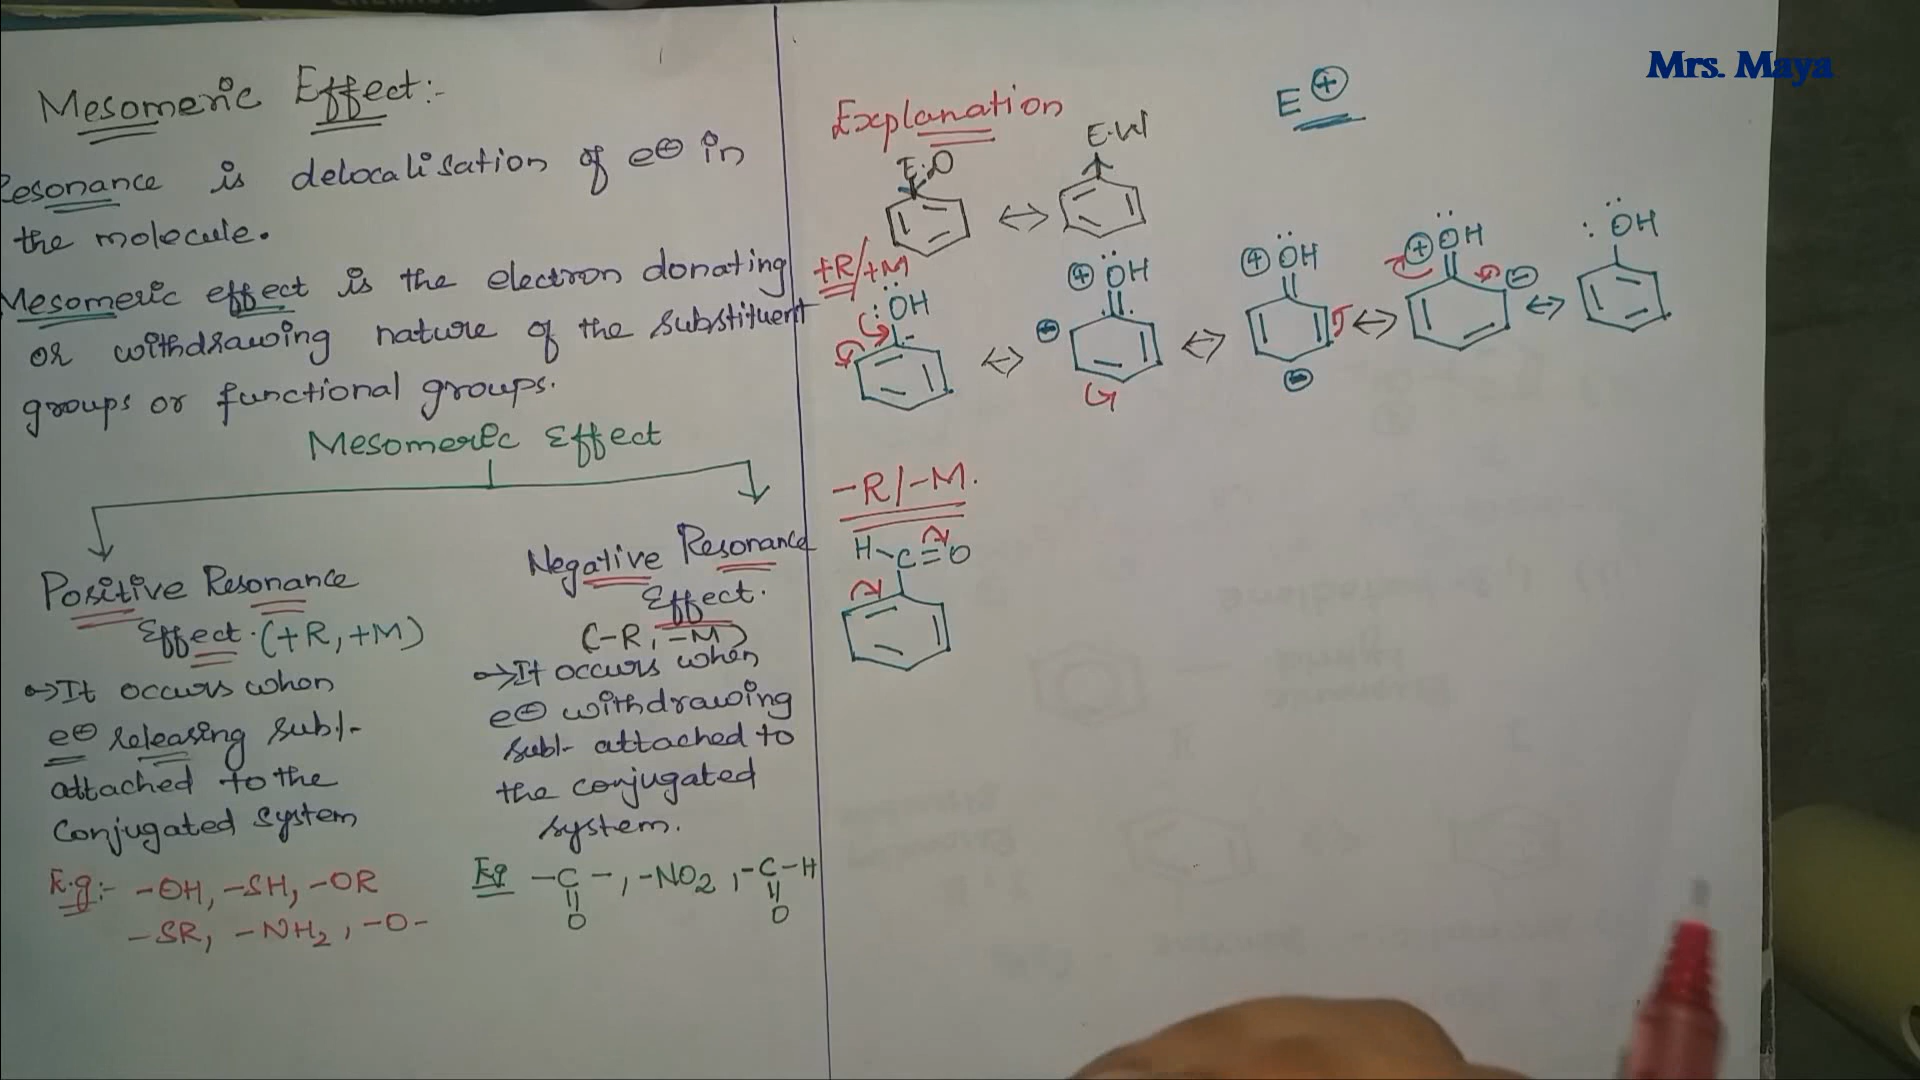 Mrs. Maya
Mesomeric Effect:-
Resonance is delocalisation of e⊖ in
the molecule.
Mesomeric effect is the electron donating
or withdrawing nature of the substituent
groups or functional groups.
Mesomeric Effect
Positive Resonance
Effect. (+R, +M)
→ It occurs when
e⊖ releasing subl-
attached to the
Conjugated system
E.g:- -OH, -SH, -OR
-SR, -NH₂, -O-
Negative Resonance
Effect.
(-R, -M)
→ It occurs when
e⊖ withdrawing
subl- attached to
the conjugated
system.
Eg -C-, -NO₂, -C-H
O O
Explanation
E⊕
E.D ↔ E.W
+R/+M
:ÖH ↔ ⊕ ÖH ⊖ ↔ ⊕ ÖH ⊖ ↔ ⊕ ÖH ⊖ ↔ :ÖH
-R/-M.
H-C=O